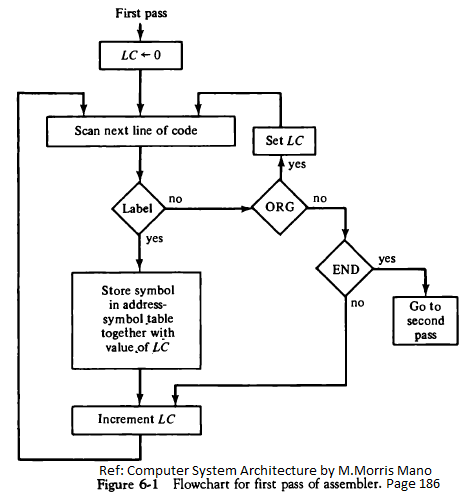 First pass
LC ← 0
Scan next line of code
Set LC
yes
Label
no
ORG
no
yes
END
yes
no
Store symbol
in address-
symbol table
together with
value of LC
Go to
second
pass
Increment LC
Ref: Computer System Architecture by M.Morris Mano
Figure 6-1 Flowchart for first pass of assembler. Page 186